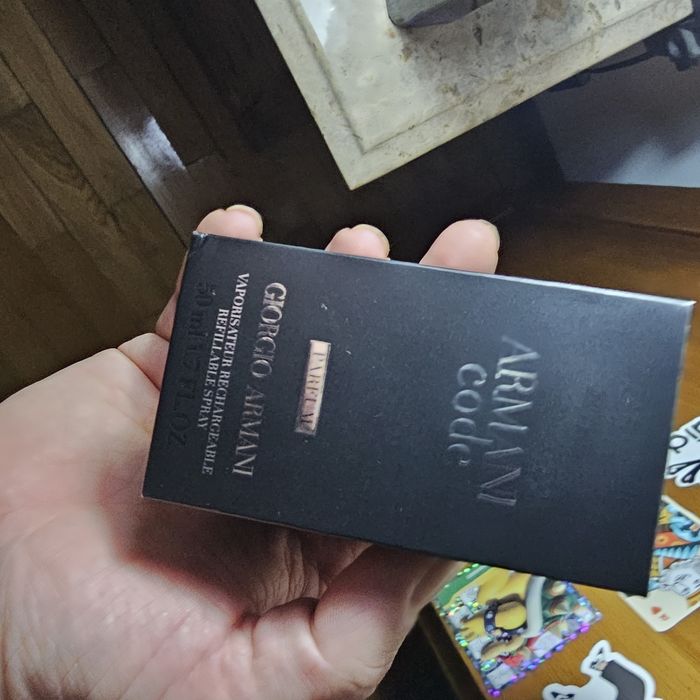 ARMANI
code
PARFUM
GIORGIO ARMANI
VAPORISATEUR RECHARGEABLE
REFILLABLE SPRAY
50 ml 1.7 FL.OZ